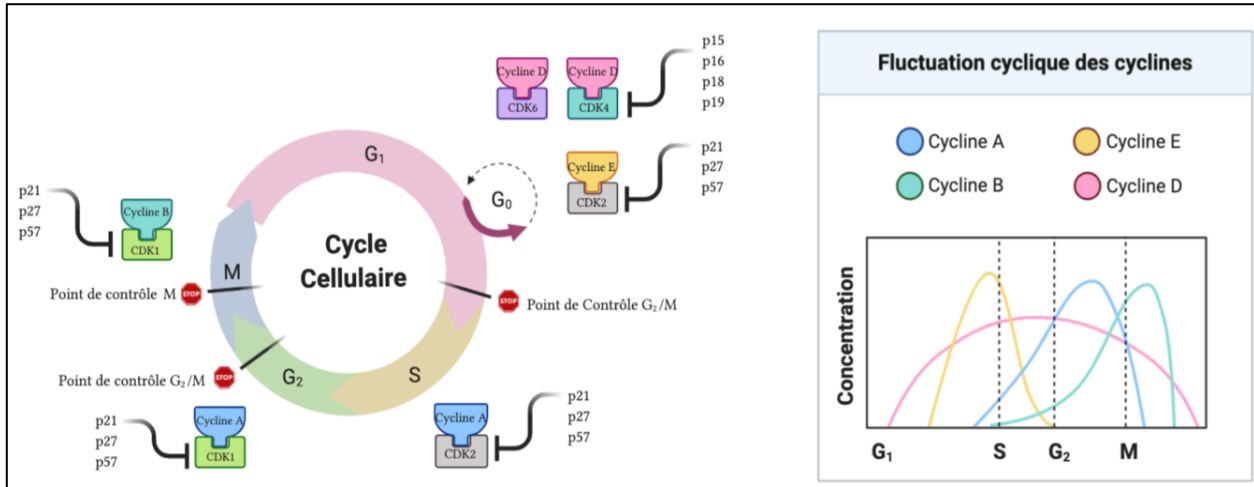 Cycline D
CDK6
Cycline D
CDK4
p15
p16
p18
p19
Cycline E
CDK2
p21
p27
p57
G₁
G₀
Cycle
Cellulaire
p21
p27
p57
Cycline B
CDK1
M
Point de contrôle M
STOP
STOP
Point de Contrôle G₂/M
Point de contrôle G₂/M
STOP
G₂
S
p21
p27
p57
Cycline A
CDK1
Cycline A
CDK2
p21
p27
p57
Fluctuation cyclique des cyclines
Cycline A
Cycline E
Cycline B
Cycline D
Concentration
G₁
S
G₂
M